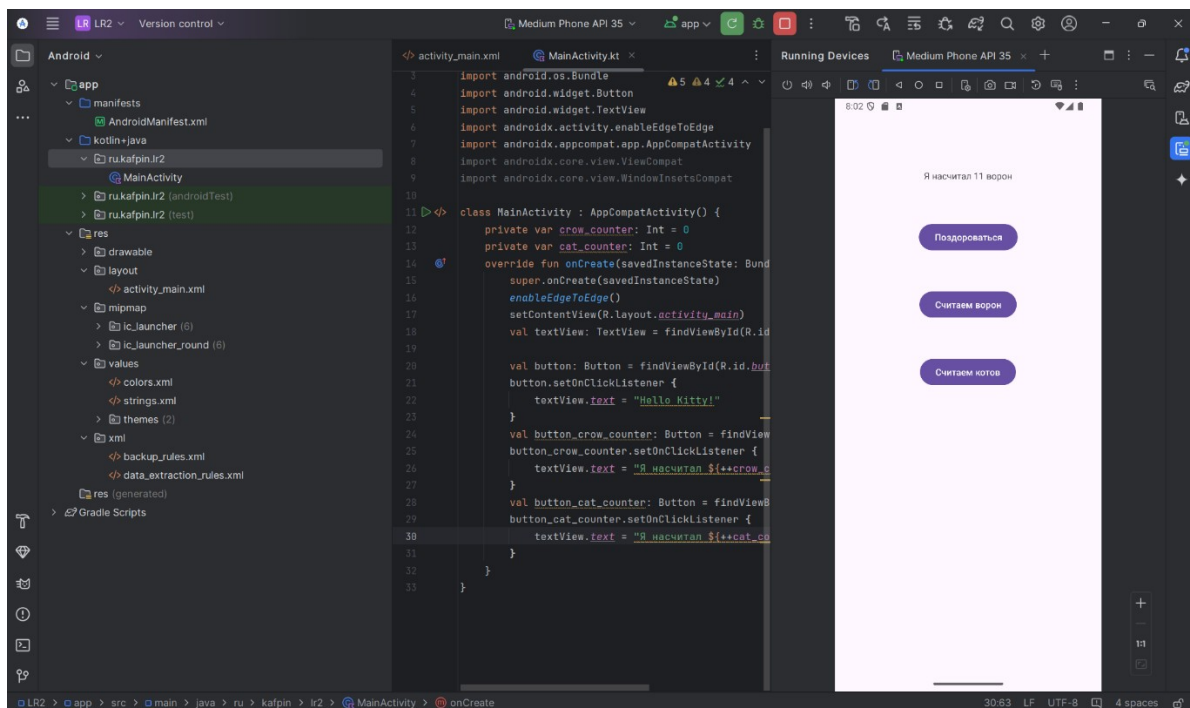 LR LR2 Version control Medium Phone API 35 app
Android
app
manifests
AndroidManifest.xml
kotlin+java
ru.kafpin.lr2
MainActivity
ru.kafpin.lr2 (androidTest)
ru.kafpin.lr2 (test)
res
drawable
layout
activity_main.xml
mipmap
ic_launcher (6)
ic_launcher_round (6)
values
colors.xml
strings.xml
themes (2)
xml
backup_rules.xml
data_extraction_rules.xml
res (generated)
Gradle Scripts
activity_main.xml MainActivity.kt
5 4 4
3 import android.os.Bundle
4 import android.widget.Button
5 import android.widget.TextView
6 import androidx.activity.enableEdgeToEdge
7 import androidx.appcompat.app.AppCompatActivity
8 import androidx.core.view.ViewCompat
9 import androidx.core.view.WindowInsetsCompat
10
11 class MainActivity : AppCompatActivity() {
12 private var crow_counter: Int = 0
13 private var cat_counter: Int = 0
14 override fun onCreate(savedInstanceState: Bund
15 super.onCreate(savedInstanceState)
16 enableEdgeToEdge()
17 setContentView(R.layout.activity_main)
18 val textView: TextView = findViewById(R.id
19
20 val button: Button = findViewById(R.id.but
21 button.setOnClickListener {
22 textView.text = "Hello Kitty!"
23 }
24 val button_crow_counter: Button = findView
25 button_crow_counter.setOnClickListener {
26 textView.text = "Я насчитал ${++crow_c
27 }
28 val button_cat_counter: Button = findViewB
29 button_cat_counter.setOnClickListener {
30 textView.text = "Я насчитал ${++cat_co
31 }
32 }
33 }
Running Devices Medium Phone API 35
8:02
Я насчитал 11 ворон
Поздороваться
Считаем ворон
Считаем котов
1:1
LR2 > app > src > main > java > ru > kafpin > lr2 > MainActivity > onCreate
30:63 LF UTF-8 4 spaces